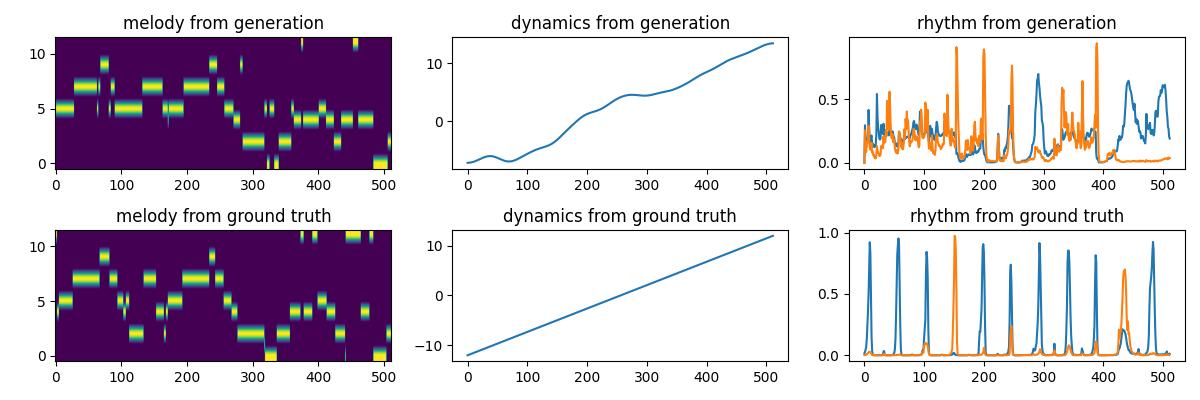 melody from generation
dynamics from generation
rhythm from generation
10
5
0
0 100 200 300 400 500
10
0
0 100 200 300 400 500
0.5
0.0
0 100 200 300 400 500
melody from ground truth
dynamics from ground truth
rhythm from ground truth
10
5
0
0 100 200 300 400 500
10
0
−10
0 100 200 300 400 500
1.0
0.5
0.0
0 100 200 300 400 500